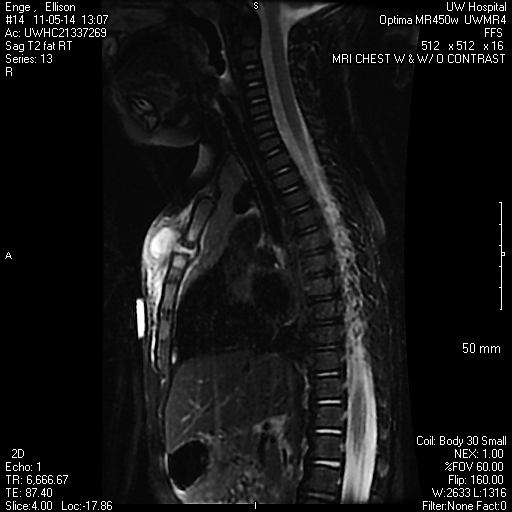 Enge , Ellison
#14 11-05-14 13:07
Ac: UWHC21337269
Sag T2 fat RT
Series: 13
R
S
UW Hospital
Optima MR450w UWMR4
FFS
512 x 512 x 16
MRI CHEST W & W/ O CONTRAST
A
P
50 mm
2D
Echo: 1
TR: 6,666.67
TE: 87.40
Slice:4.00 Loc:-17.86
I
Coil: Body 30 Small
NEX: 1.00
%FOV 60.00
Flip: 160.00
W:2633 L:1316
Filter:None Fact:0